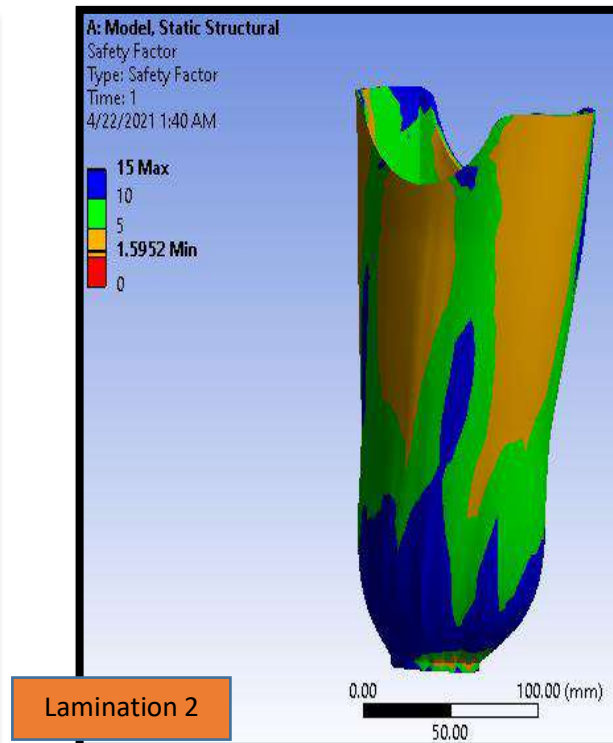 A: Model, Static Structural
Safety Factor
Type: Safety Factor
Time: 1
4/22/2021 1:40 AM
15 Max
10
5
1.5952 Min
0
Lamination 2
0.00
100.00 (mm)
50.00